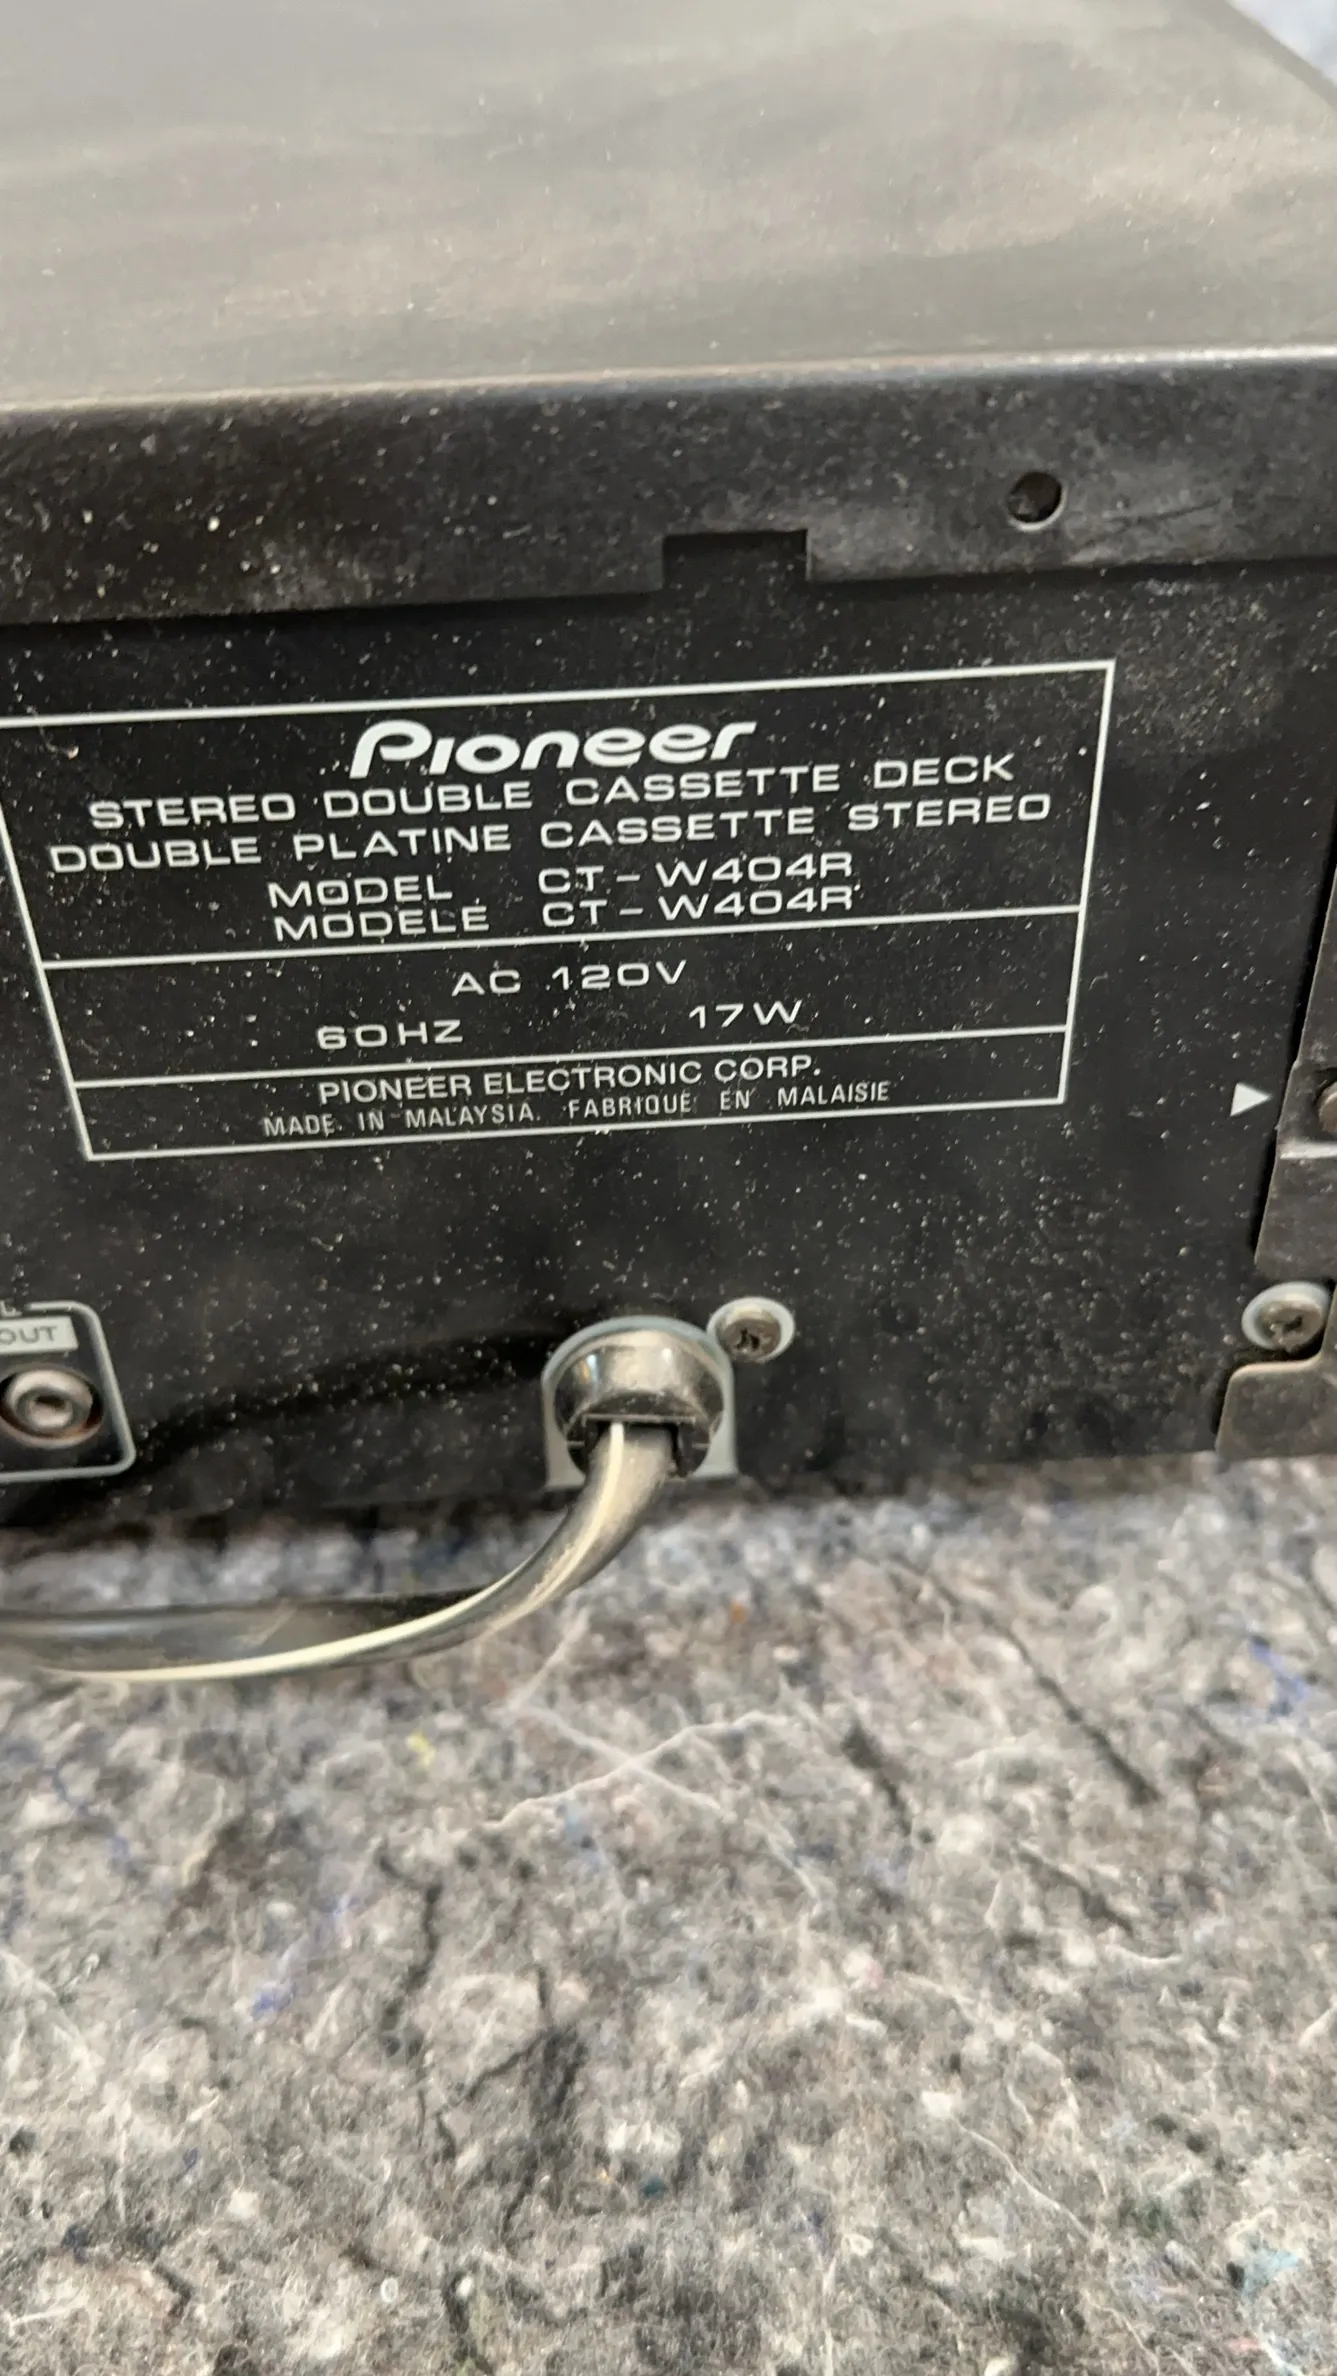 Pioneer
STEREO DOUBLE CASSETTE DECK
DOUBLE PLATINE CASSETTE STEREO
MODEL CT-W404R
MODELE CT-W404R
AC 120V
60HZ 17W
PIONEER ELECTRONIC CORP.
MADE IN MALAYSIA. FABRIQUÉ EN MALAISIE
OUT